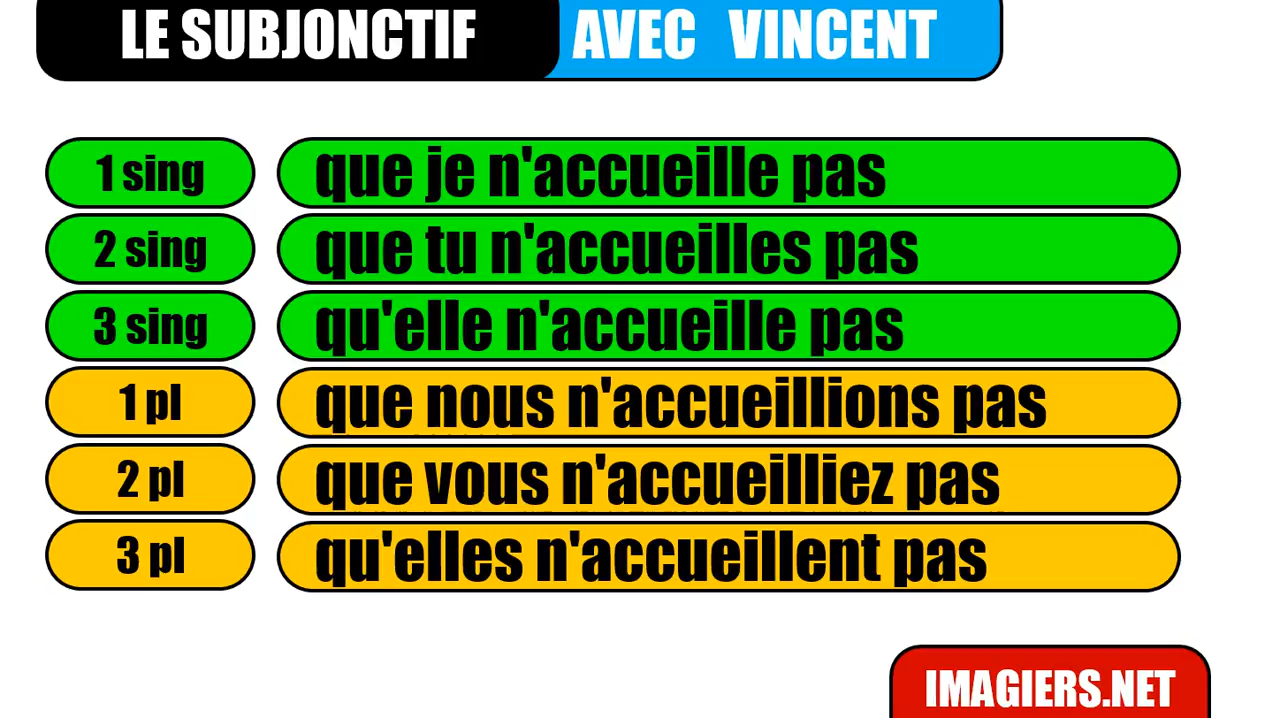 LE SUBJONCTIF AVEC VINCENT
1 sing que je n'accueille pas
2 sing que tu n'accueilles pas
3 sing qu'elle n'accueille pas
1 pl que nous n'accueillions pas
2 pl que vous n'accueilliez pas
3 pl qu'elles n'accueillent pas
IMAGIERS.NET